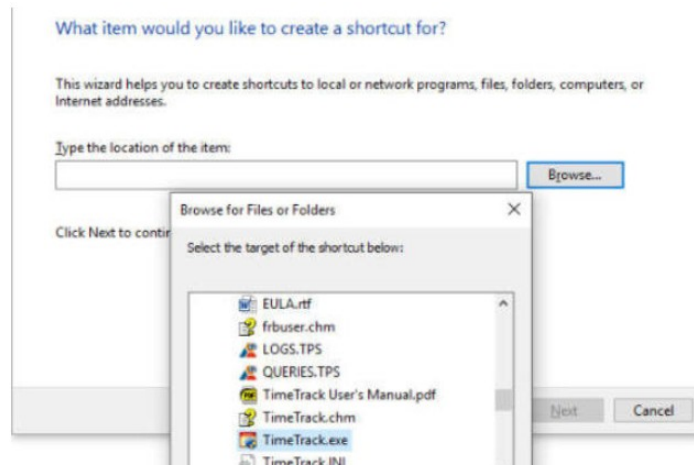 What item would you like to create a shortcut for?
This wizard helps you to create shortcuts to local or network programs, files, folders, computers, or
Internet addresses.
Type the location of the item:
Browse...
Browse for Files or Folders
Click Next to contin
Select the target of the shortcut below:
EULA.rtf
frbuser.chm
LOGS.TPS
QUERIES.TPS
TimeTrack User's Manual.pdf
TimeTrack.chm
Next
Cancel
TimeTrack.exe
TimeTrack.INI